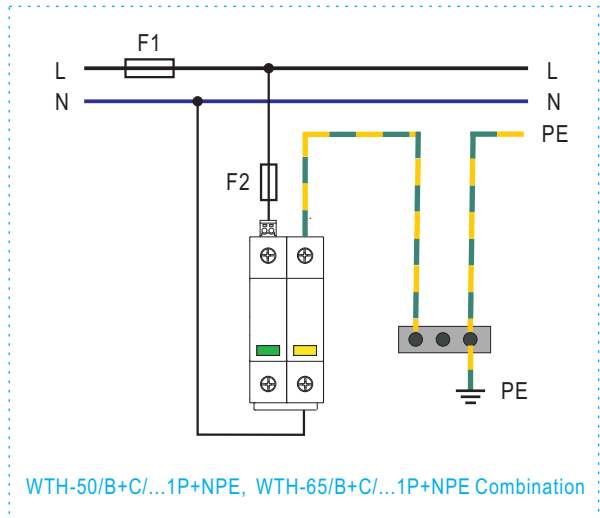 F1
L L
N N
PE
F2
PE
WTH-50/B+C/...1P+NPE, WTH-65/B+C/...1P+NPE Combination